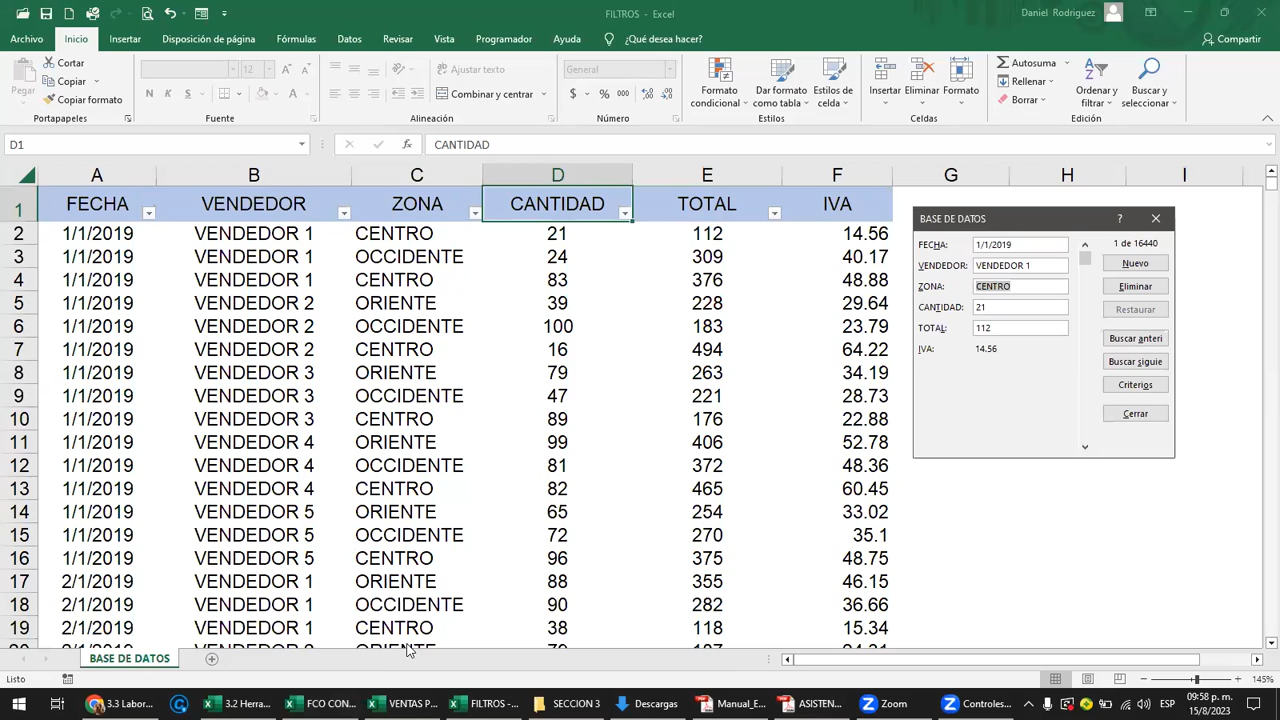 FILTROS - Excel
Daniel Rodriguez
Archivo Inicio Insertar Disposición de página Fórmulas Datos Revisar Vista Programador Ayuda ¿Qué desea hacer? Compartir
Pegar
Cortar
Copiar
Copiar formato
Portapapeles
12
N K S
Fuente
Ajustar texto
Combinar y centrar
Alineación
General
$ % 000
Número
Formato condicional
Dar formato como tabla
Estilos de celda
Estilos
Insertar
Eliminar
Formato
Celdas
Autosuma
Rellenar
Borrar
Ordenar y filtrar
Buscar y seleccionar
Edición
D1 fx CANTIDAD
A B C D E F G H I
1 FECHA VENDEDOR ZONA CANTIDAD TOTAL IVA
2 1/1/2019 VENDEDOR 1 CENTRO 21 112 14.56
3 1/1/2019 VENDEDOR 1 OCCIDENTE 24 309 40.17
4 1/1/2019 VENDEDOR 1 CENTRO 83 376 48.88
5 1/1/2019 VENDEDOR 2 ORIENTE 39 228 29.64
6 1/1/2019 VENDEDOR 2 OCCIDENTE 100 183 23.79
7 1/1/2019 VENDEDOR 2 CENTRO 16 494 64.22
8 1/1/2019 VENDEDOR 3 ORIENTE 79 263 34.19
9 1/1/2019 VENDEDOR 3 OCCIDENTE 47 221 28.73
10 1/1/2019 VENDEDOR 3 CENTRO 89 176 22.88
11 1/1/2019 VENDEDOR 4 ORIENTE 99 406 52.78
12 1/1/2019 VENDEDOR 4 OCCIDENTE 81 372 48.36
13 1/1/2019 VENDEDOR 4 CENTRO 82 465 60.45
14 1/1/2019 VENDEDOR 5 ORIENTE 65 254 33.02
15 1/1/2019 VENDEDOR 5 OCCIDENTE 72 270 35.1
16 1/1/2019 VENDEDOR 5 CENTRO 96 375 48.75
17 2/1/2019 VENDEDOR 1 ORIENTE 88 355 46.15
18 2/1/2019 VENDEDOR 1 OCCIDENTE 90 282 36.66
19 2/1/2019 VENDEDOR 1 CENTRO 38 118 15.34
BASE DE DATOS ?
FECHA: 1/1/2019
VENDEDOR: VENDEDOR 1
ZONA: CENTRO
CANTIDAD: 21
TOTAL: 112
IVA: 14.56
1 de 16440
Nuevo
Eliminar
Restaurar
Buscar anteri
Buscar siguie
Criterios
Cerrar
BASE DE DATOS
Listo
145%
3.3 Labor... 3.2 Herra... FCO CON... VENTAS P... FILTROS -... SECCION 3 Descargas Manual_E... ASISTEN... Zoom Controles... ESP
09:58 p. m.
15/8/2023